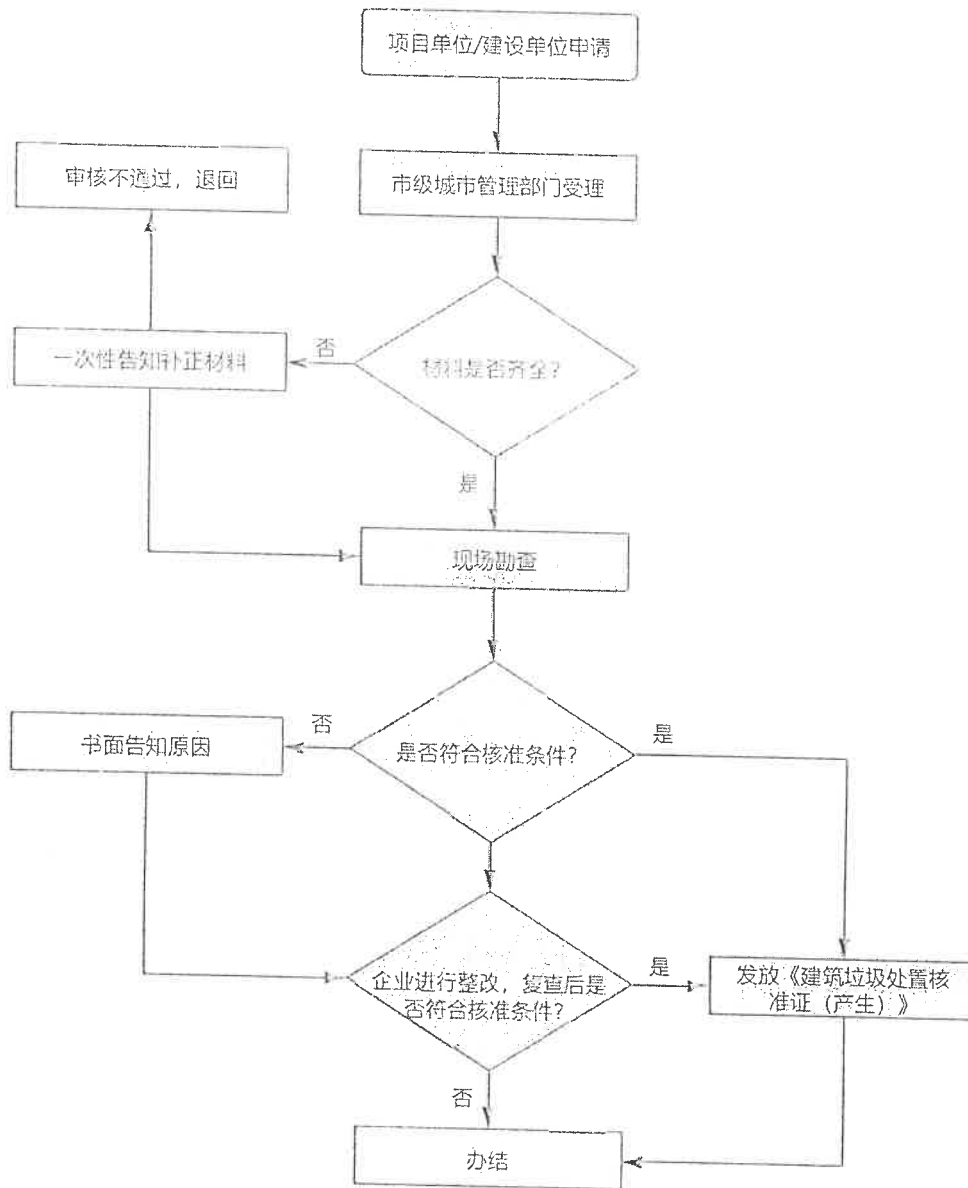 项目单位/建设单位申请
市级城市管理部门受理
审核不通过，退回
材料是否齐全？
否
一次性告知补正材料
是
现场勘查
是否符合核准条件？
否
书面告知原因
是
企业进行整改，复查后是
否符合核准条件？
是
发放《建筑垃圾处置核
准证（产生）》
否
办结